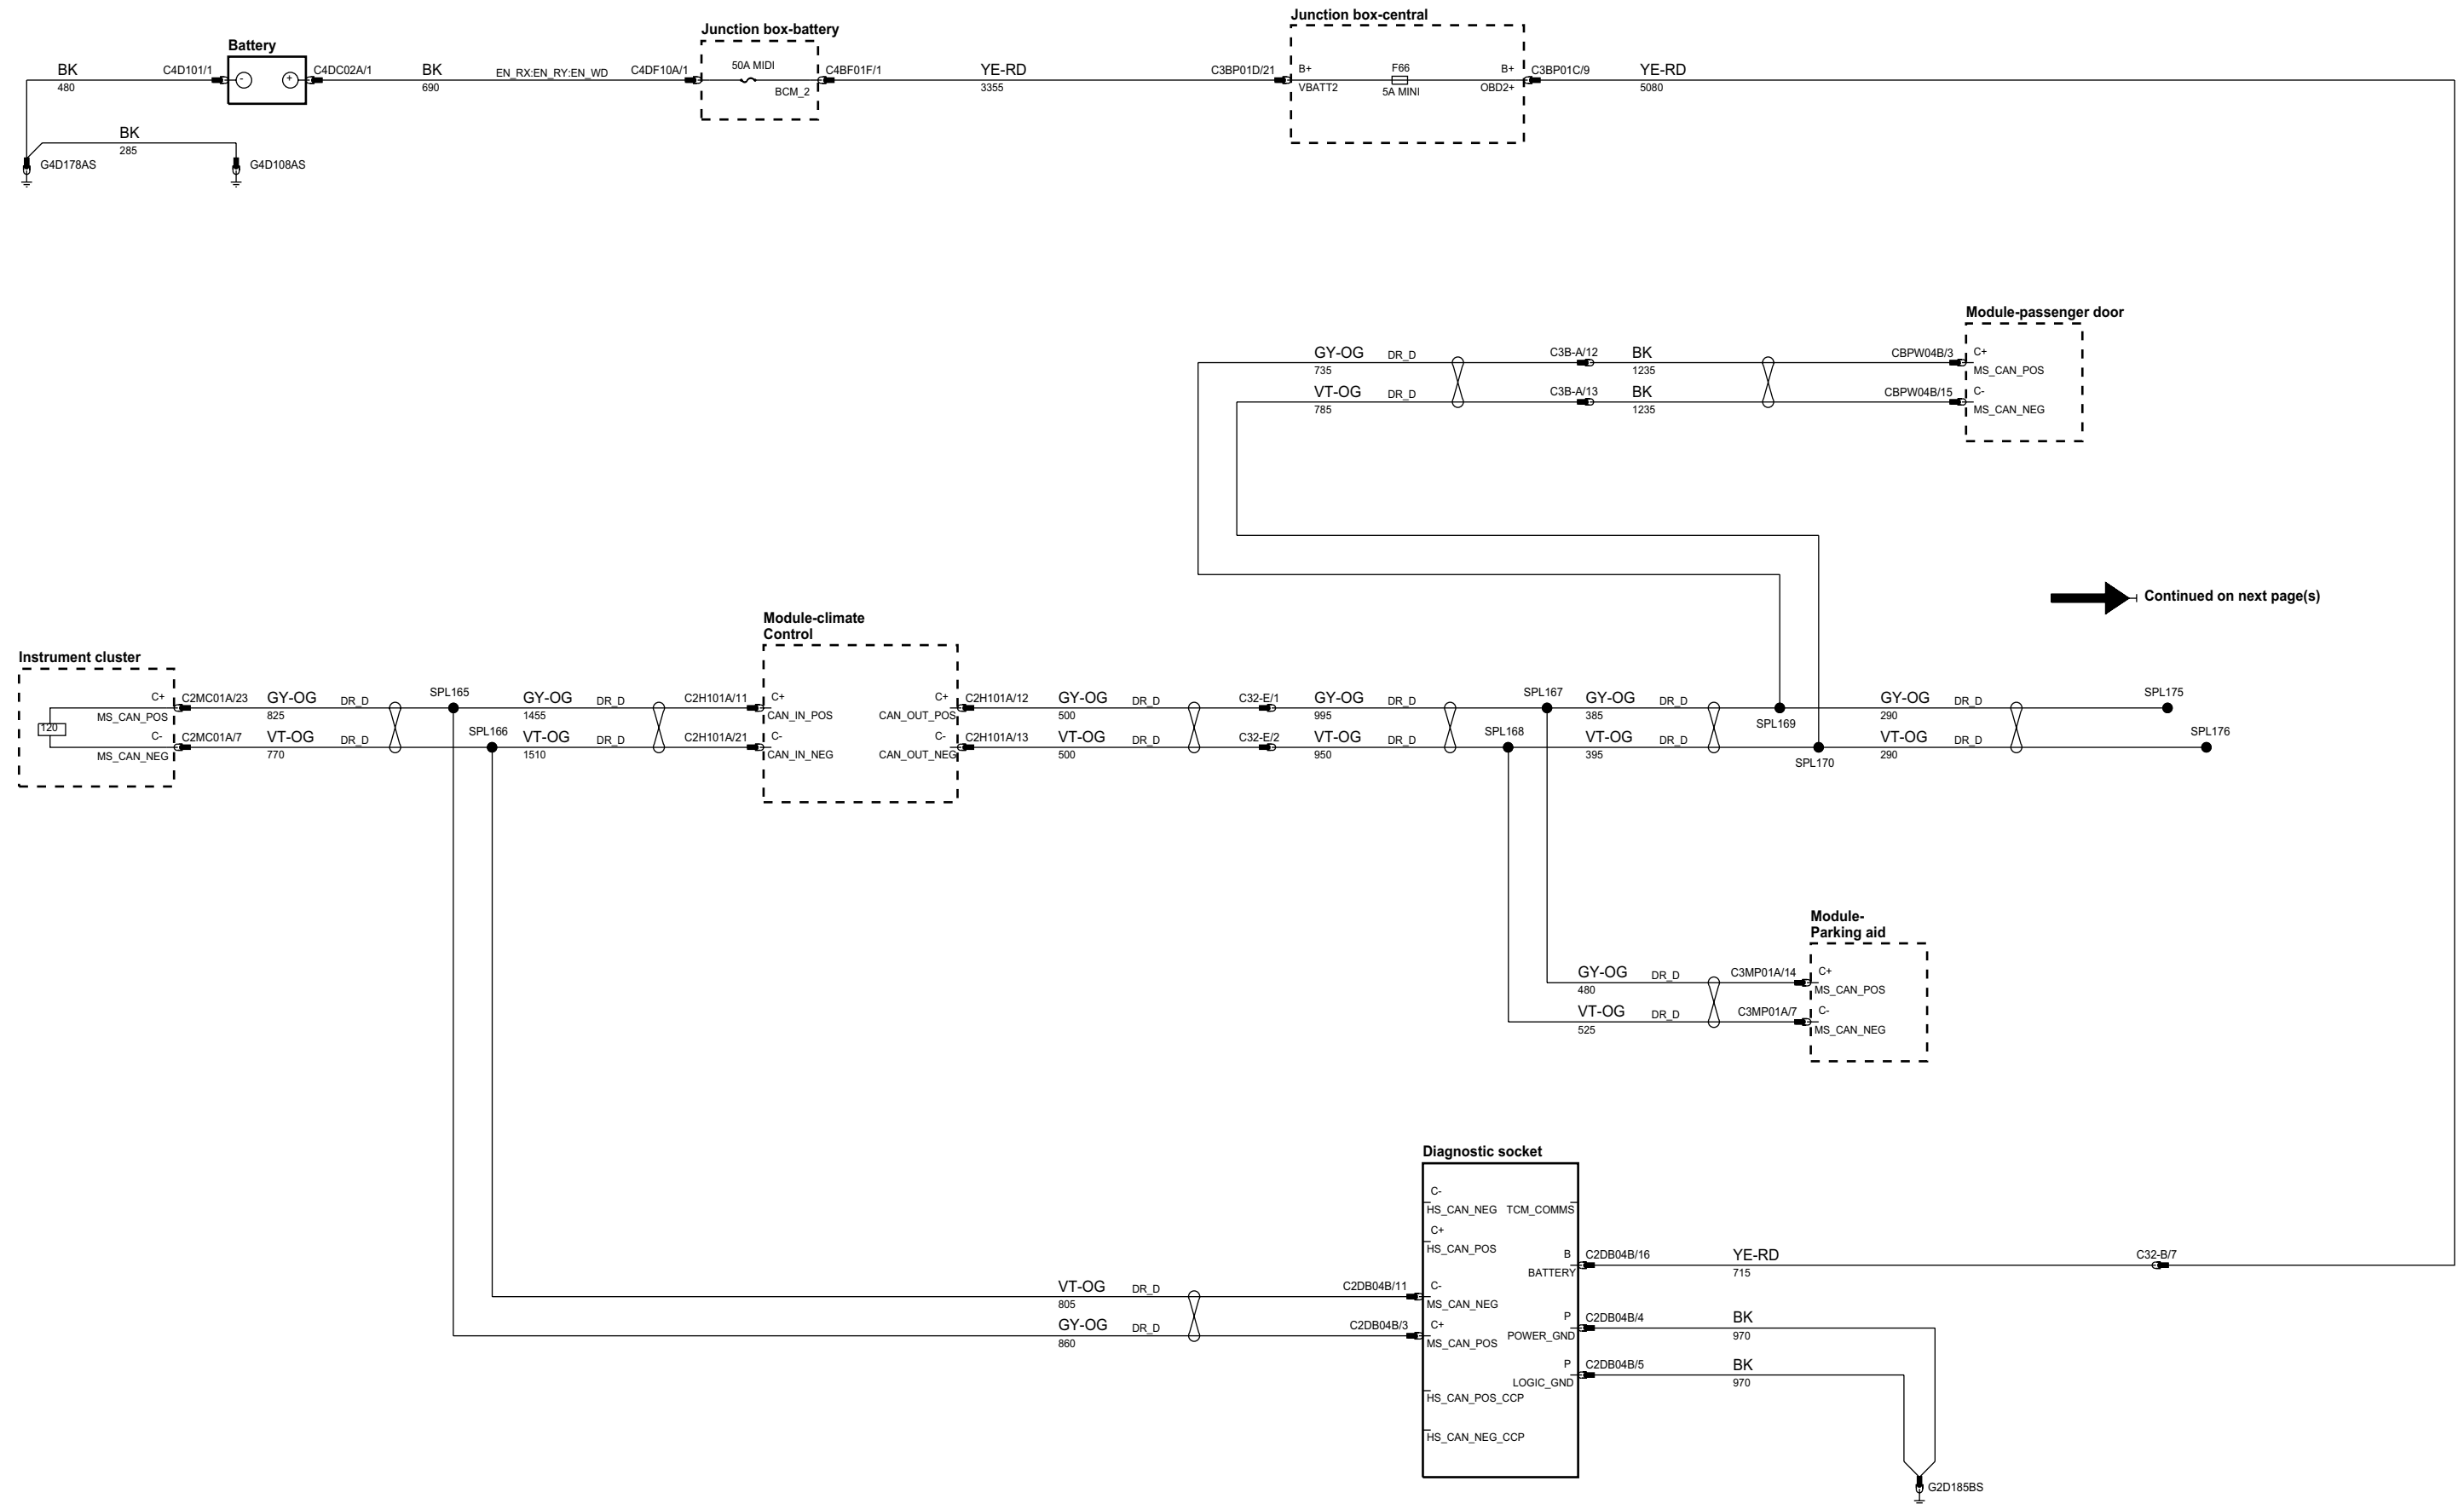 Junction box-central
Junction box-battery
Battery
BK
480
C4D101/1
-
+
C4DC02A/1
BK
690
EN_RX:EN_RY:EN_WD
C4DF10A/1
50A MIDI
BCM_2
C4BF01F/1
YE-RD
3355
C3BP01D/21
B+
VBATT2
F66
5A MINI
B+
OBD2+
C3BP01C/9
YE-RD
5080
BK
285
G4D178AS
G4D108AS
Module-passenger door
GY-OG
735
DR_D
C3B-A/12
BK
1235
CBPW04B/3
C+
MS_CAN_POS
VT-OG
785
DR_D
C3B-A/13
BK
1235
CBPW04B/15
C-
MS_CAN_NEG
Continued on next page(s)
Module-climate
Control
Instrument cluster
120
C+
MS_CAN_POS
C2MC01A/23
GY-OG
825
DR_D
SPL165
GY-OG
1455
DR_D
C2H101A/11
C+
CAN_IN_POS
C+
CAN_OUT_POS
C2H101A/12
GY-OG
500
DR_D
C32-E/1
GY-OG
995
DR_D
SPL167
GY-OG
385
DR_D
SPL169
GY-OG
290
DR_D
SPL175
C-
MS_CAN_NEG
C2MC01A/7
VT-OG
770
DR_D
SPL166
VT-OG
1510
DR_D
C2H101A/21
C-
CAN_IN_NEG
C-
CAN_OUT_NEG
C2H101A/13
VT-OG
500
DR_D
C32-E/2
VT-OG
950
DR_D
SPL168
VT-OG
395
DR_D
SPL170
VT-OG
290
DR_D
SPL176
Module-
Parking aid
GY-OG
480
DR_D
C3MP01A/14
C+
MS_CAN_POS
VT-OG
525
DR_D
C3MP01A/7
C-
MS_CAN_NEG
Diagnostic socket
C-
HS_CAN_NEG
TCM_COMMS
C+
HS_CAN_POS
B
BATTERY
C2DB04B/16
YE-RD
715
C32-B/7
VT-OG
805
DR_D
C2DB04B/11
C-
MS_CAN_NEG
P
POWER_GND
C2DB04B/4
BK
970
GY-OG
860
DR_D
C2DB04B/3
C+
MS_CAN_POS
P
LOGIC_GND
C2DB04B/5
BK
970
HS_CAN_POS_CCP
HS_CAN_NEG_CCP
G2D185BS